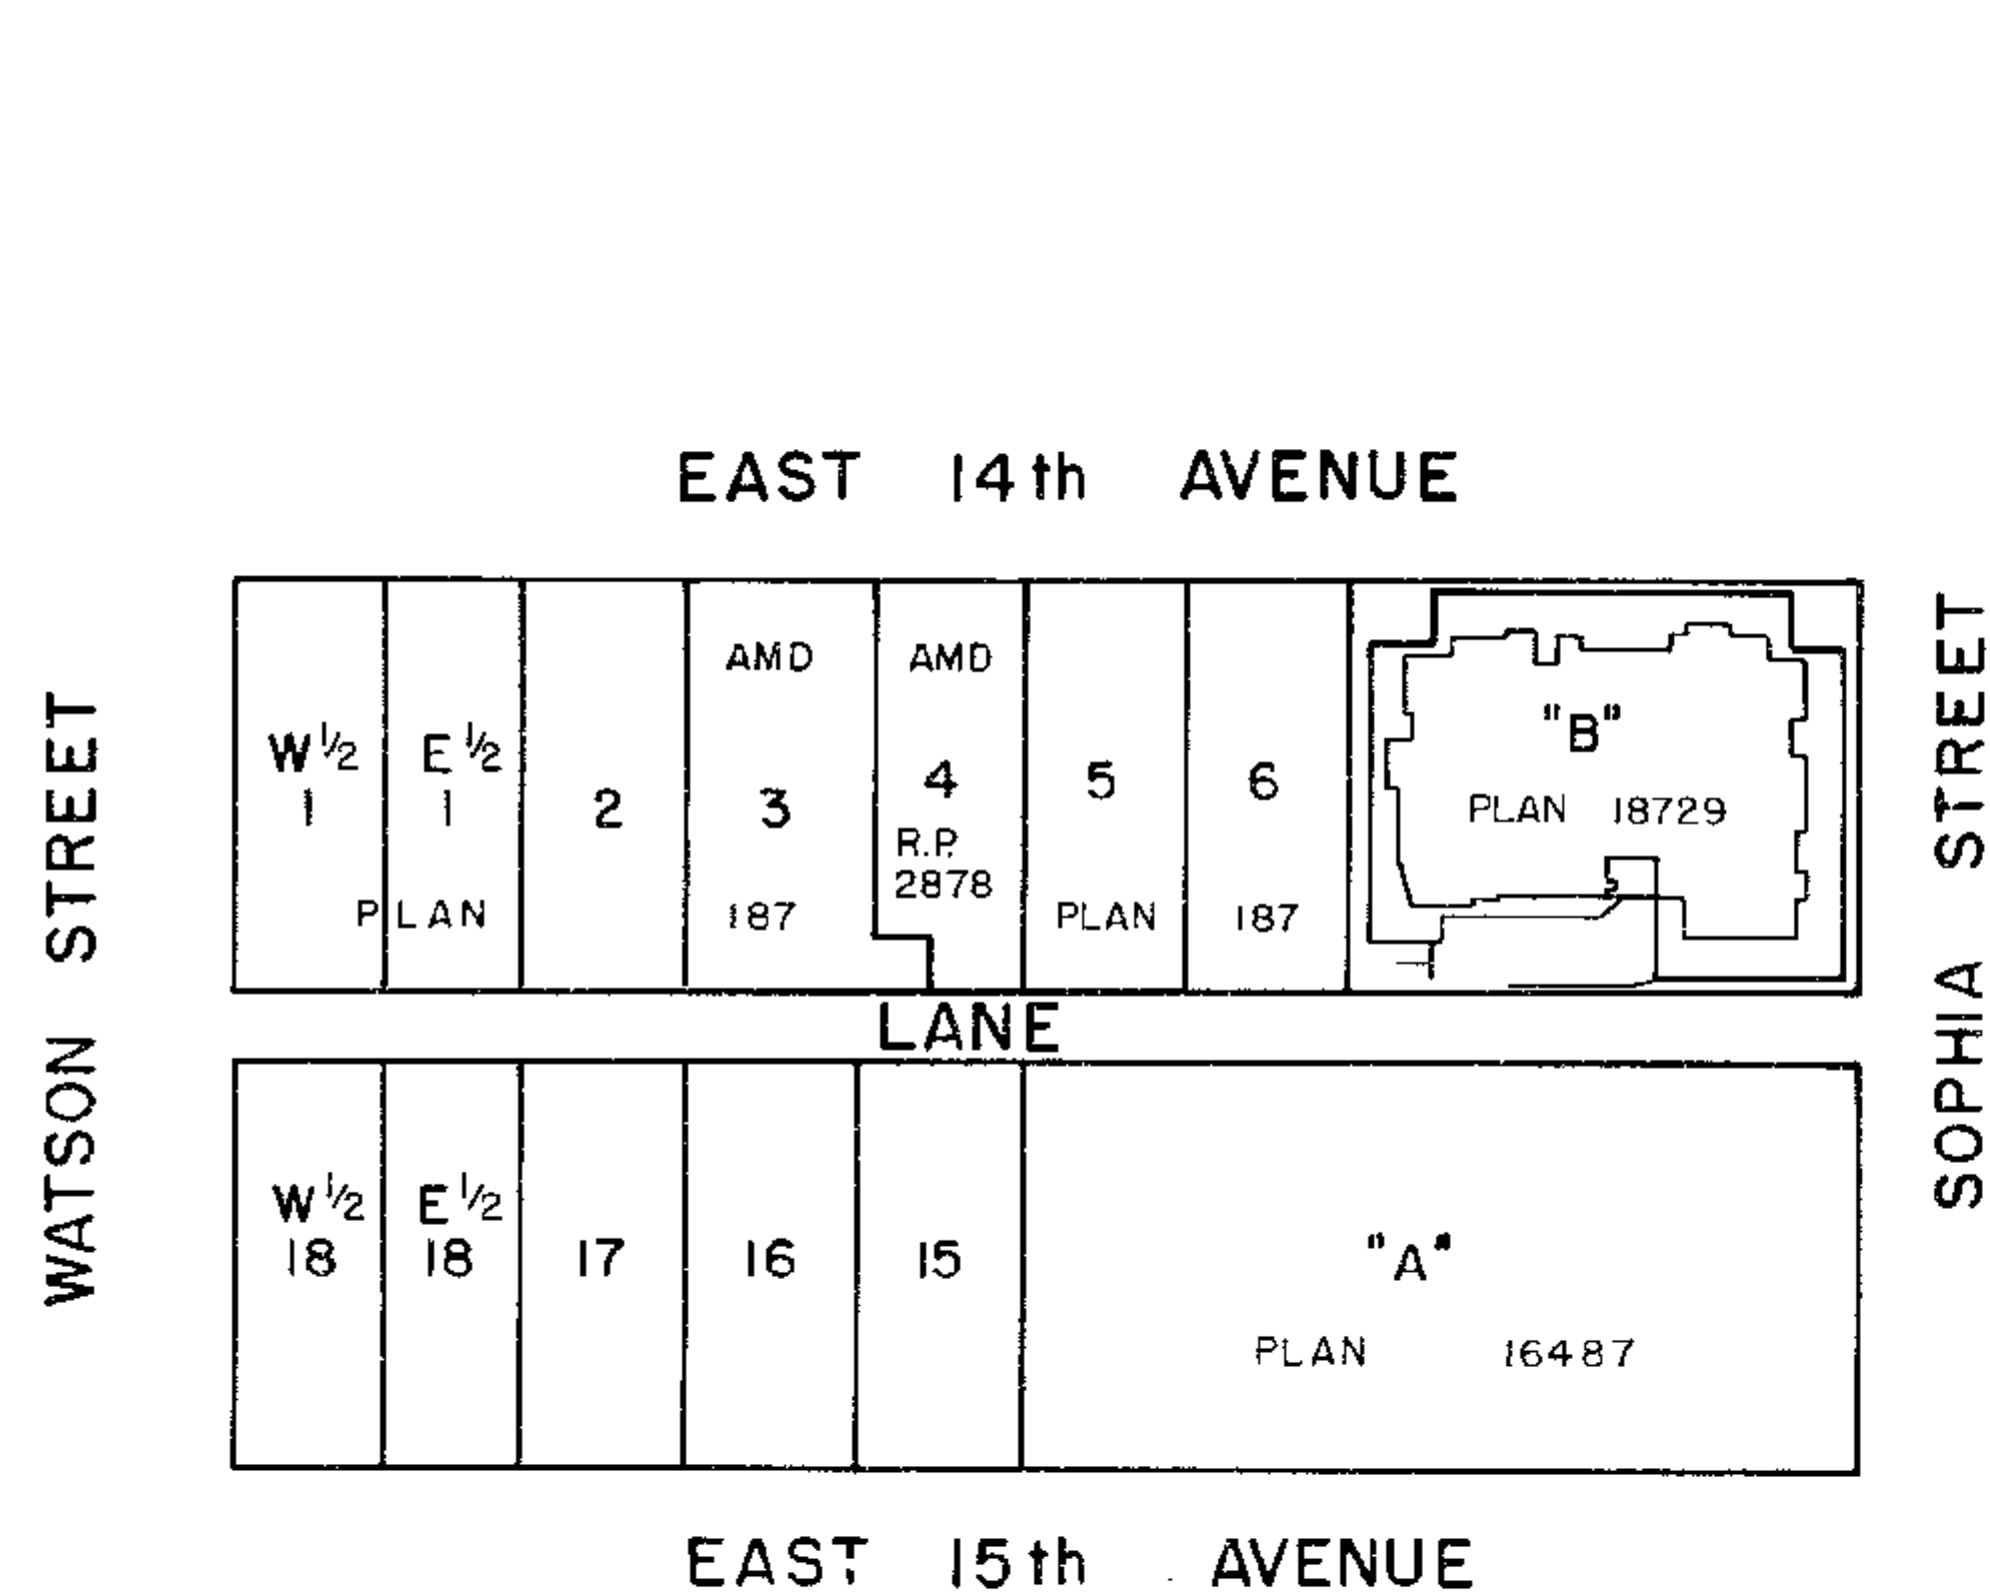 EAST 14th AVENUE
WATSON STREET
SOPHIA STREET
W 1/2
1
E 1/2
1
2
AMD
3
AMD
4
R.P.
2878
5
6
"B"
PLAN 18729
PLAN 187
PLAN 187
LANE
W 1/2
18
E 1/2
18
17
16
15
"A"
PLAN 16487
EAST 15th AVENUE